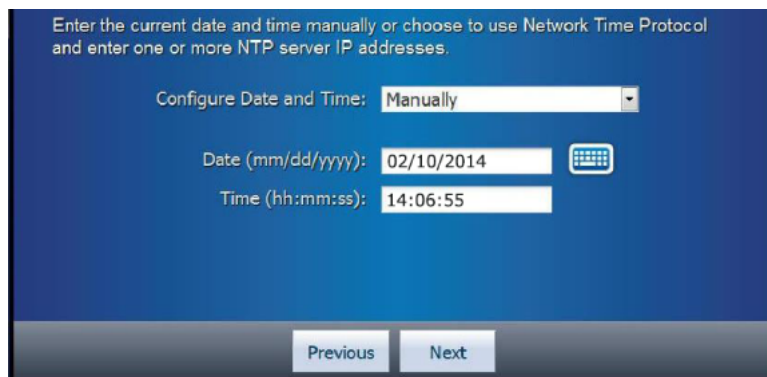 Enter the current date and time manually or choose to use Network Time Protocol
and enter one or more NTP server IP addresses.
Configure Date and Time: Manually
Date (mm/dd/yyyy): 02/10/2014
Time (hh:mm:ss): 14:06:55
Previous Next